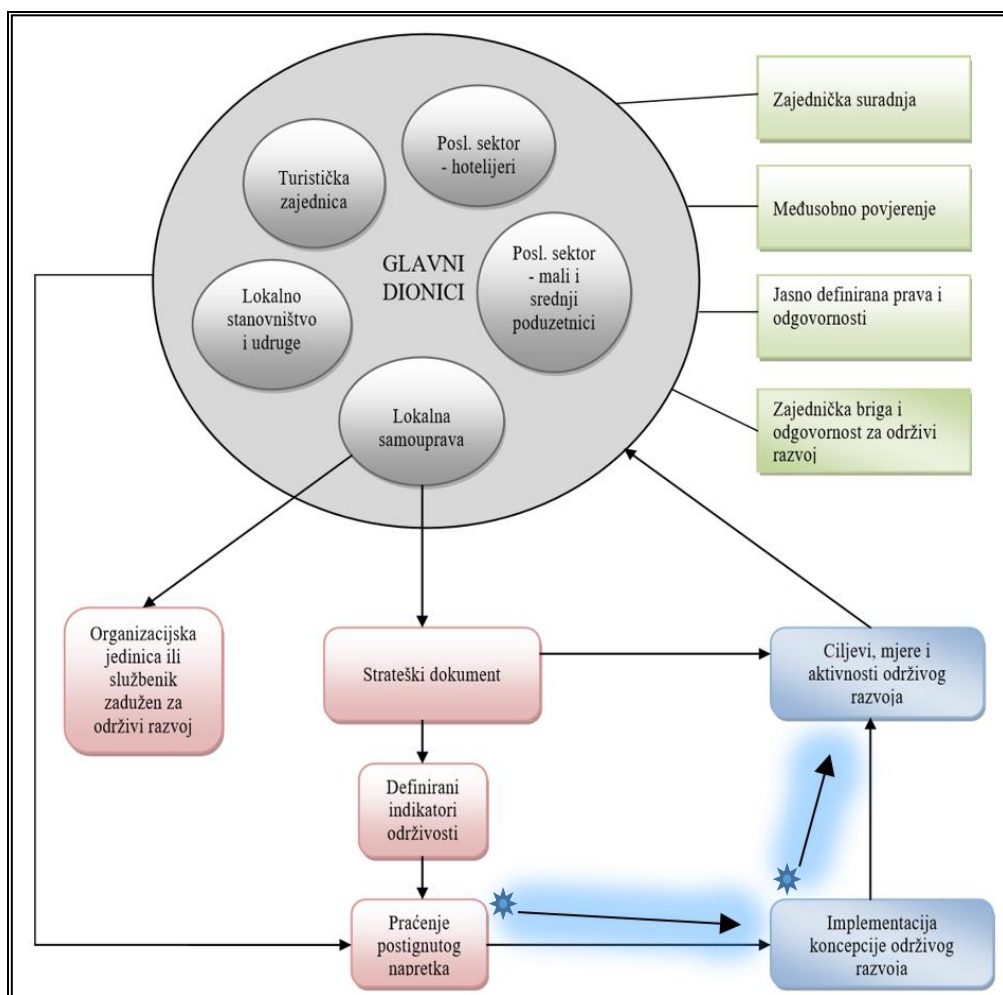 Posl. sektor
- hotelijeri
Turistička
zajednica
GLAVNI
DIONICI
Posl. sektor
- mali i
srednji
poduzetnici
Lokalno
stanovništvo
i udruge
Lokalna
samouprava
Zajednička suradnja
Međusobno povjerenje
Jasno definirana prava i
odgovornosti
Zajednička briga i
odgovornost za održivi
razvoj
Organizacijska
jedinica ili
službenik
zadužen za
održivi razvoj
Strateški dokument
Ciljevi, mjere i
aktivnosti održivog
razvoja
Definirani
indikatori
održivosti
Praćenje
postignutog
napretka
Implementacija
koncepcije održivog
razvoja